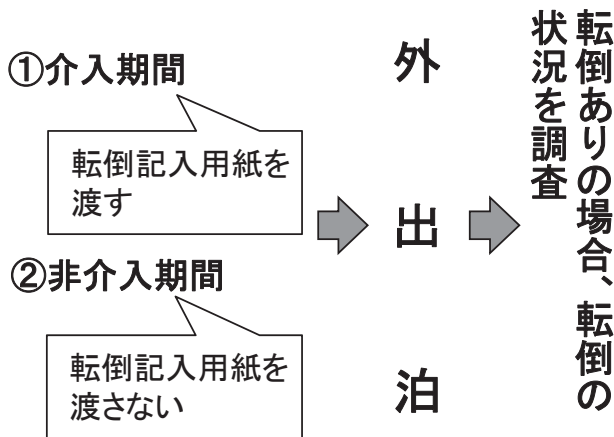 ①介入期間
転倒記入用紙を
渡す
②非介入期間
転倒記入用紙を
渡さない
外
出
泊
転倒ありの場合、転倒の
状況を調査